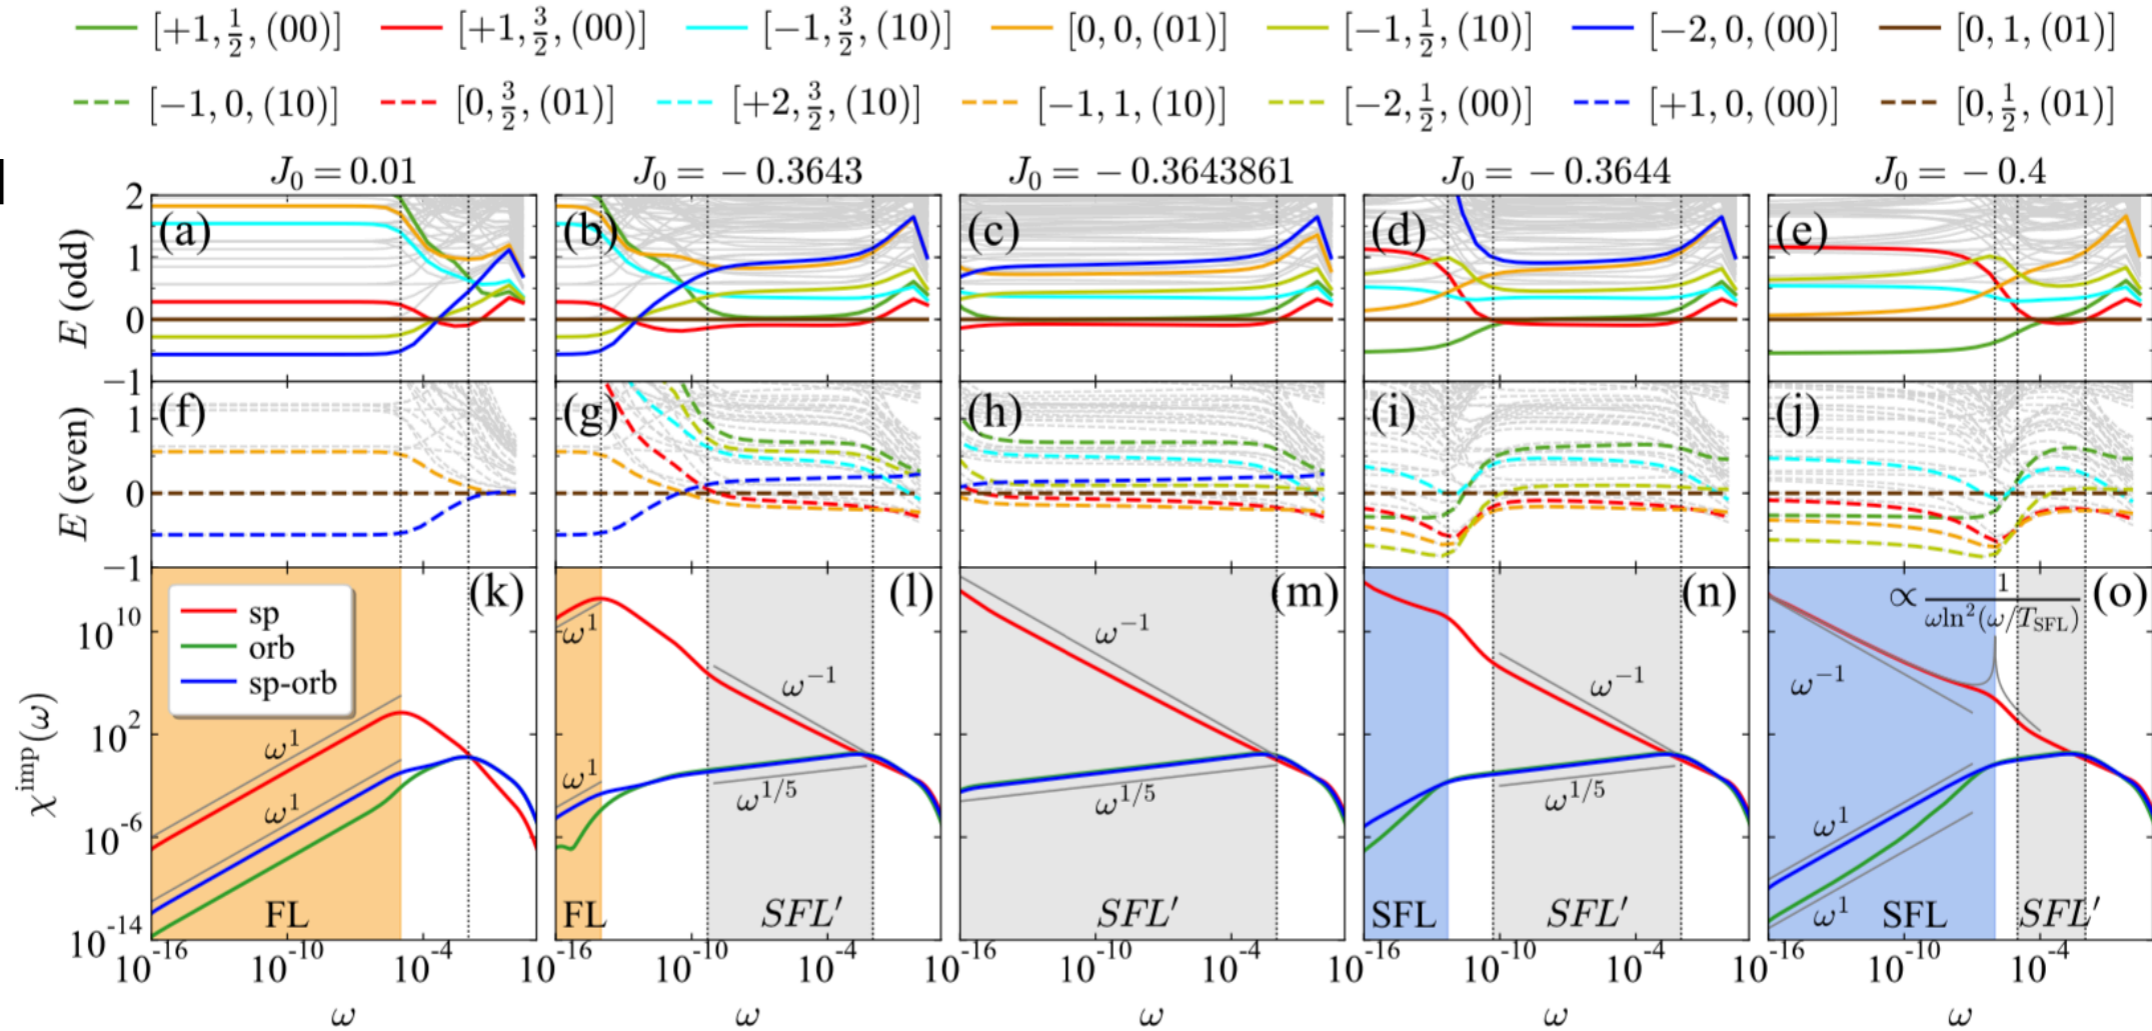 [+1, 1/2, (00)] [+1, 3/2, (00)] [−1, 3/2, (10)] [0, 0, (01)] [−1, 1/2, (10)] [−2, 0, (00)] [0, 1, (01)]
[−1, 0, (10)] [0, 3/2, (01)] [+2, 3/2, (10)] [−1, 1, (10)] [−2, 1/2, (00)] [+1, 0, (00)] [0, 1/2, (01)]
J₀ = 0.01 J₀ = −0.3643 J₀ = −0.3643861 J₀ = −0.3644 J₀ = −0.4
E (odd) 2 1 0 −1
(a) (b) (c) (d) (e)
E (even) 1 0 −1
(f) (g) (h) (i) (j)
χ^imp(ω) 10^10 10^2 10^-6 10^-14
(k) (l) (m) (n) (o)
sp
orb
sp-orb
ω^1 ω^1 FL
ω^1 ω^1 ω^−1 ω^1/5 FL SFL′
ω^−1 ω^1/5 SFL′
ω^−1 ω^1/5 SFL SFL′
∝ 1/(ω ln²(ω/T_SFL)) ω^−1 ω^1 ω^1 SFL SFL′
10^-16 10^-10 10^-4 10^-16 10^-10 10^-4 10^-16 10^-10 10^-4 10^-16 10^-10 10^-4 10^-16 10^-10 10^-4
ω ω ω ω ω